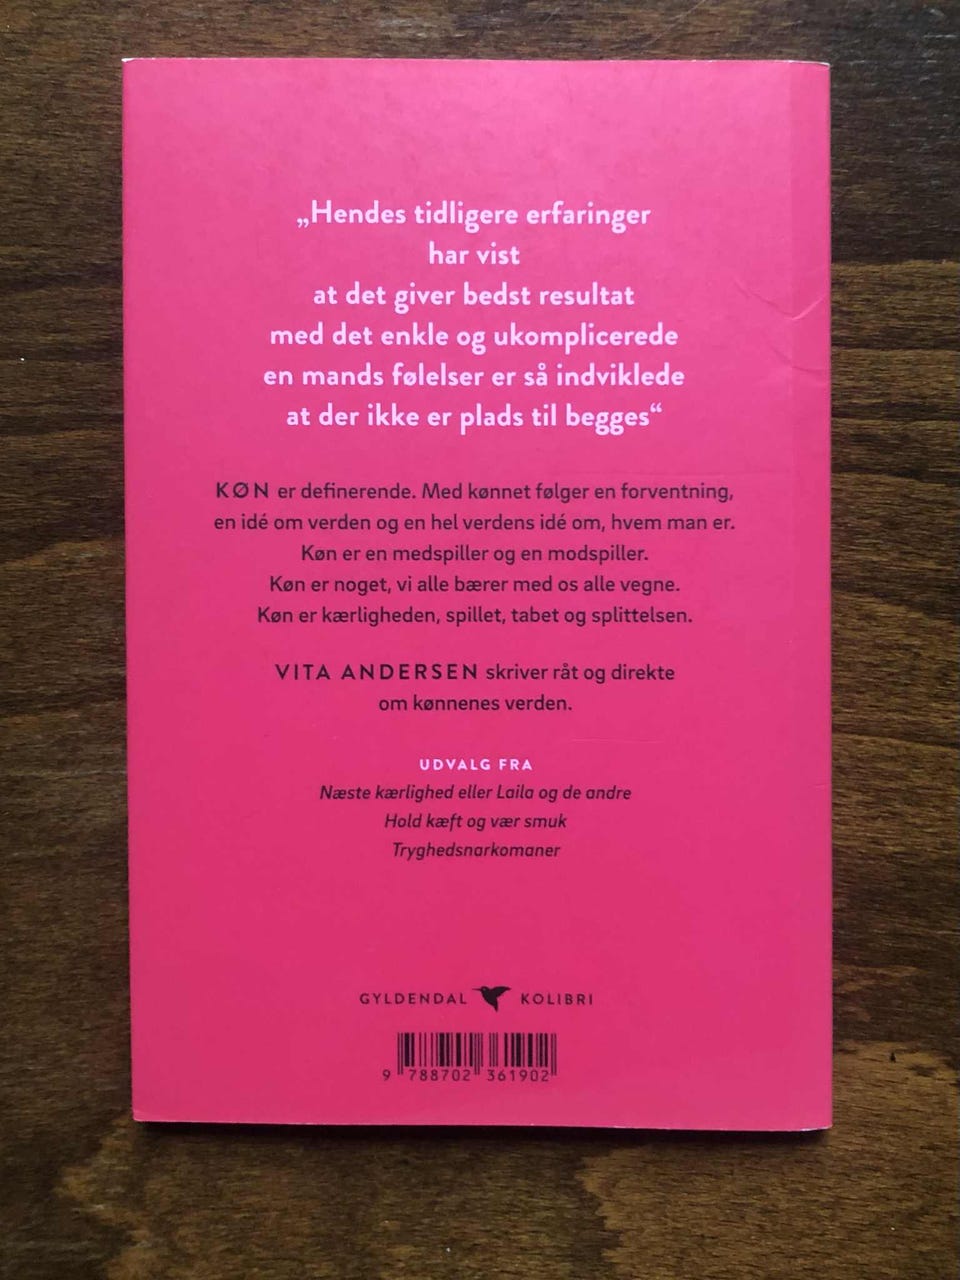 „Hendes tidligere erfaringer
har vist
at det giver bedst resultat
med det enkle og ukomplicerede
en mands følelser er så indviklede
at der ikke er plads til begges“
KØN er definerende. Med kønnet følger en forventning,
en idé om verden og en hel verdens idé om, hvem man er.
Køn er en medspiller og en modspiller.
Køn er noget, vi alle bærer med os alle vegne.
Køn er kærligheden, spillet, tabet og splittelsen.
VITA ANDERSEN skriver råt og direkte
om kønnenes verden.
UDVALG FRA
Næste kærlighed eller Laila og de andre
Hold kæft og vær smuk
Tryghedsnarkomaner
GYLDENDAL KOLIBRI
9 788702 361902